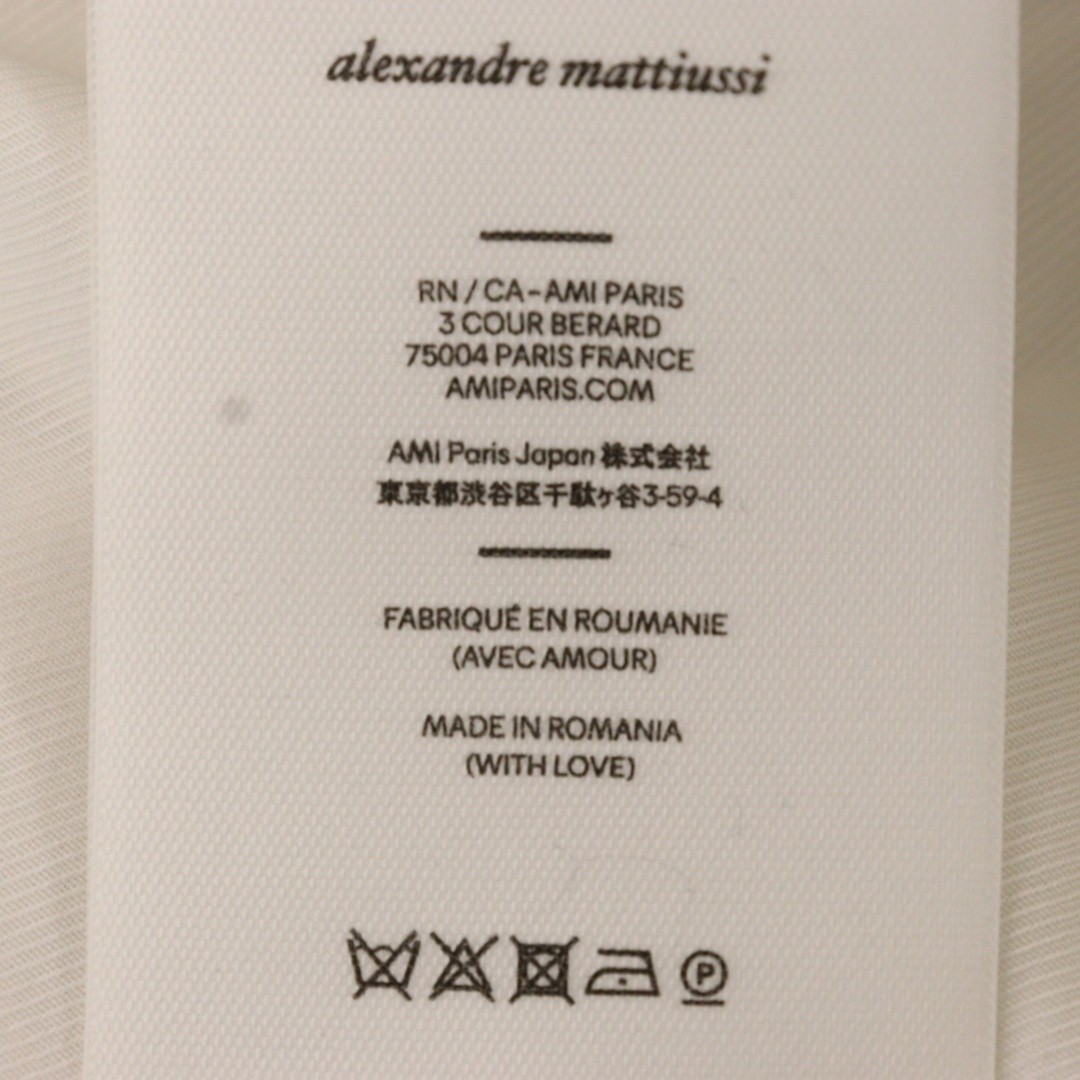 alexandre mattiussi
RN / CA-AMI PARIS
3 COUR BERARD
75004 PARIS FRANCE
AMIPARIS.COM
AMI Paris Japan 株式会社
東京都渋谷区千駄ヶ谷3-59-4
FABRIQUÉ EN ROUMANIE
(AVEC AMOUR)
MADE IN ROMANIA
(WITH LOVE)
P